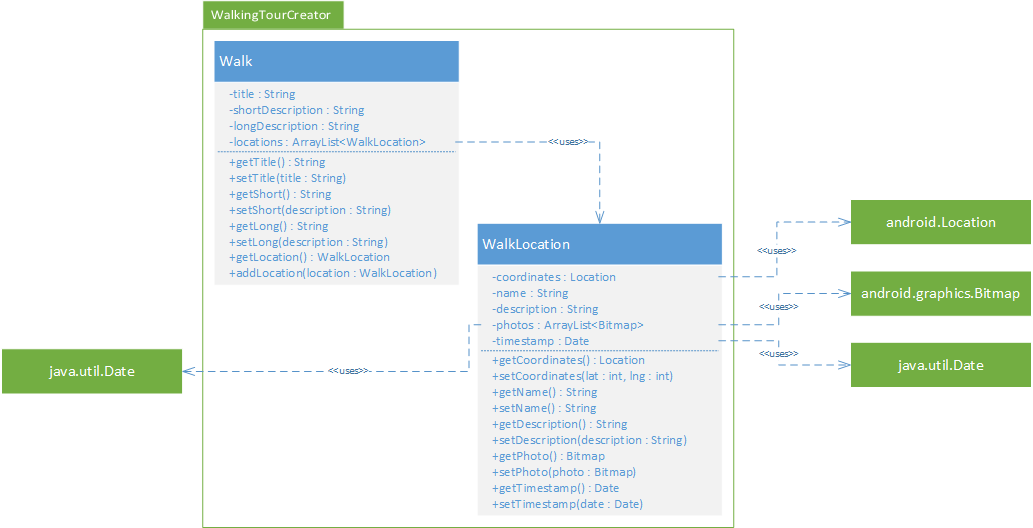 WalkingTourCreator
Walk
-title : String
-shortDescription : String
-longDescription : String
-locations : ArrayList<WalkLocation>
+getTitle() : String
+setTitle(title : String)
+getShort() : String
+setShort(description : String)
+getLong() : String
+setLong(description : String)
+getLocation() : WalkLocation
+addLocation(location : WalkLocation)
<<uses>>
WalkLocation
-coordinates : Location
-name : String
-description : String
-photos : ArrayList<Bitmap>
-timestamp : Date
+getCoordinates() : Location
+setCoordinates(lat : int, lng : int)
+getName() : String
+setName() : String
+getDescription() : String
+setDescription(description : String)
+getPhoto() : Bitmap
+setPhoto(photo : Bitmap)
+getTimestamp() : Date
+setTimestamp(date : Date)
<<uses>>
android.Location
<<uses>>
android.graphics.Bitmap
<<uses>>
java.util.Date
<<uses>>
java.util.Date